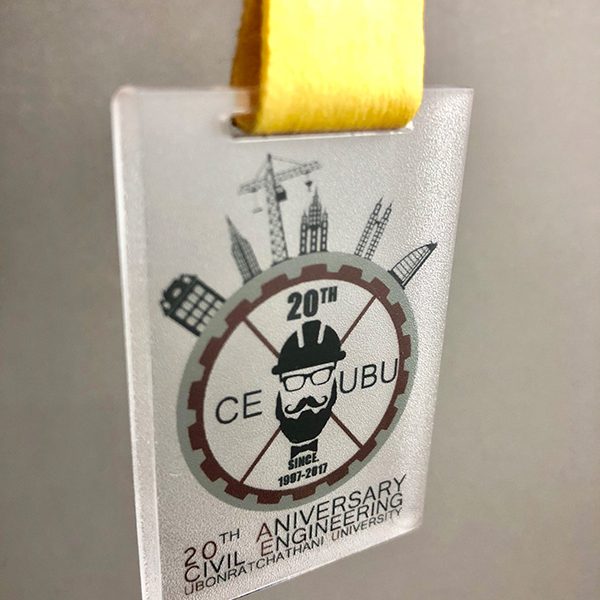 20TH
CE UBU
SINCE.
1997-2017
20TH ANIVERSARY
CIVIL ENGINEERING
UBONRATCHATHANI UNIVERSITY